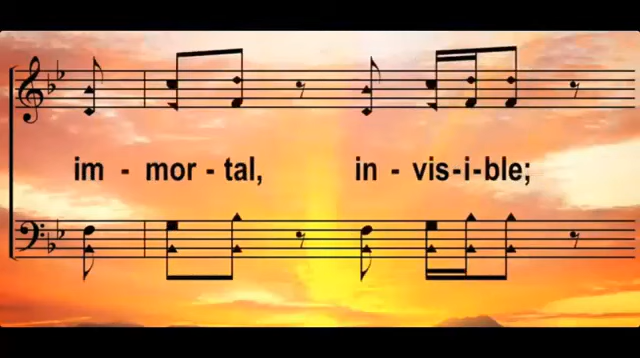 im - mor - tal, in - vis-i-ble;